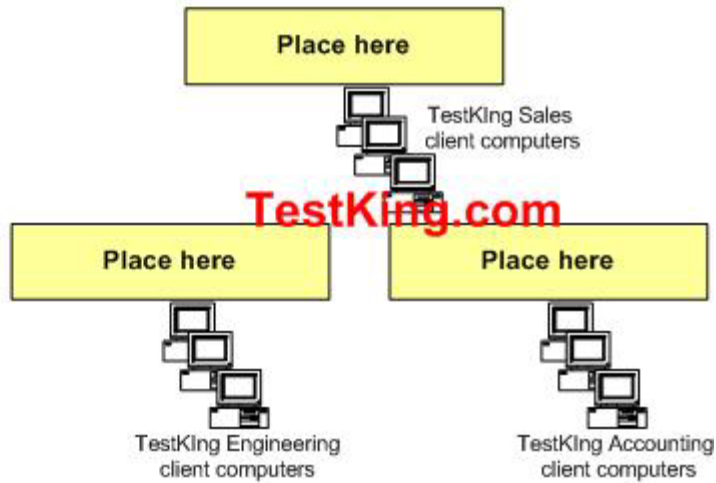 Place here
TestKIng Sales
client computers
TestKing.com
Place here
Place here
TestKIng Engineering
client computers
TestKIng Accounting
client computers